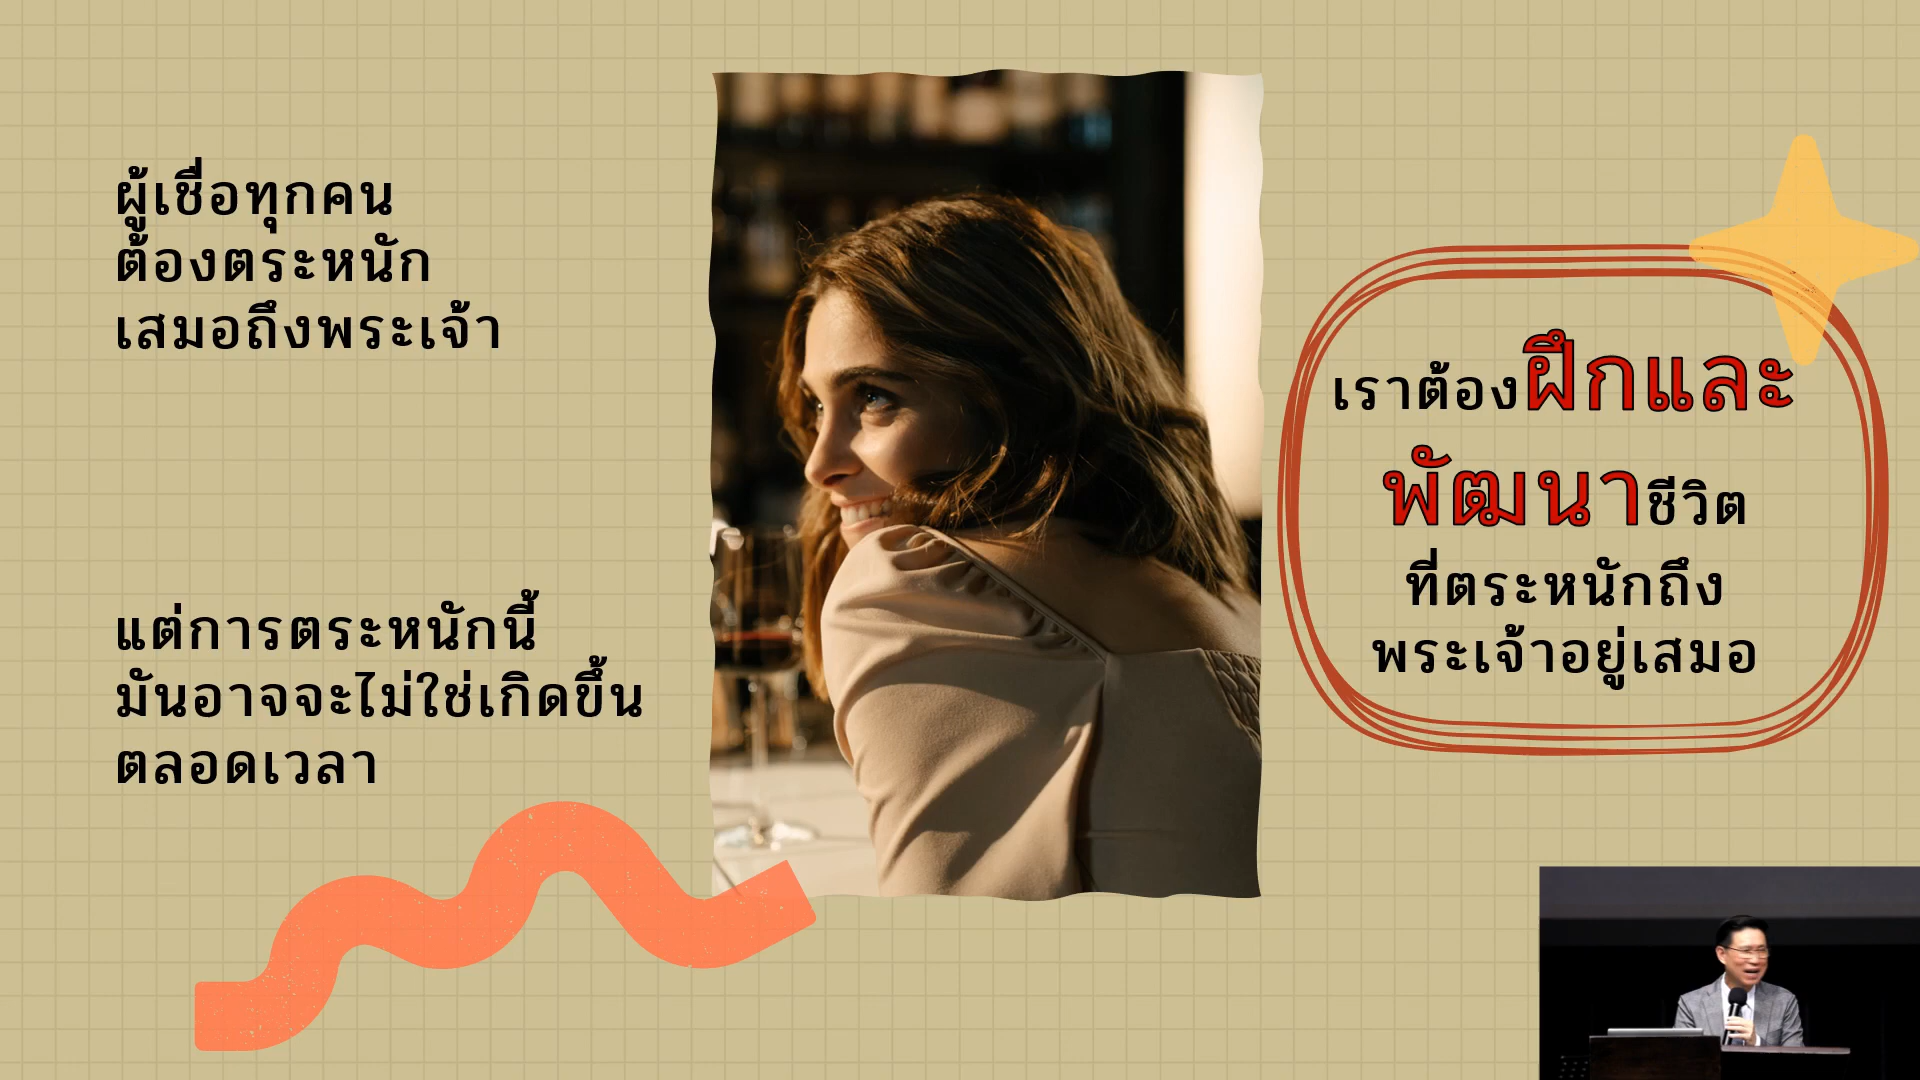 ผู้เชื่อทุกคน
ต้องตระหนัก
เสมอถึงพระเจ้า
แต่การตระหนักนี้
มันอาจจะไม่ใช่เกิดขึ้น
ตลอดเวลา
เราต้องฝึกและ
พัฒนาชีวิต
ที่ตระหนักถึง
พระเจ้าอยู่เสมอ